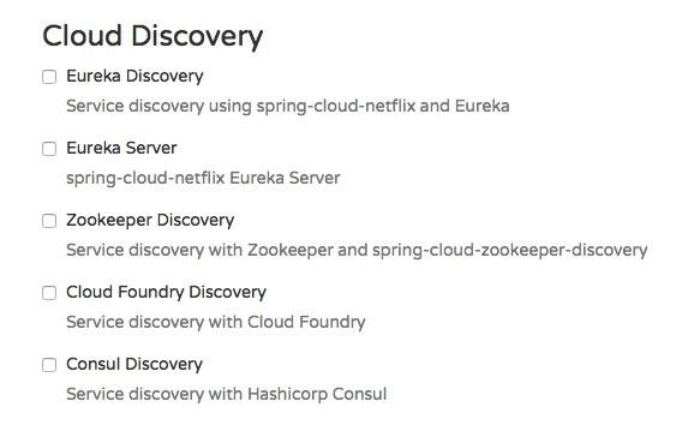 Cloud Discovery
Eureka Discovery
Service discovery using spring-cloud-netflix and Eureka
Eureka Server
spring-cloud-netflix Eureka Server
Zookeeper Discovery
Service discovery with Zookeeper and spring-cloud-zookeeper-discovery
Cloud Foundry Discovery
Service discovery with Cloud Foundry
Consul Discovery
Service discovery with Hashicorp Consul